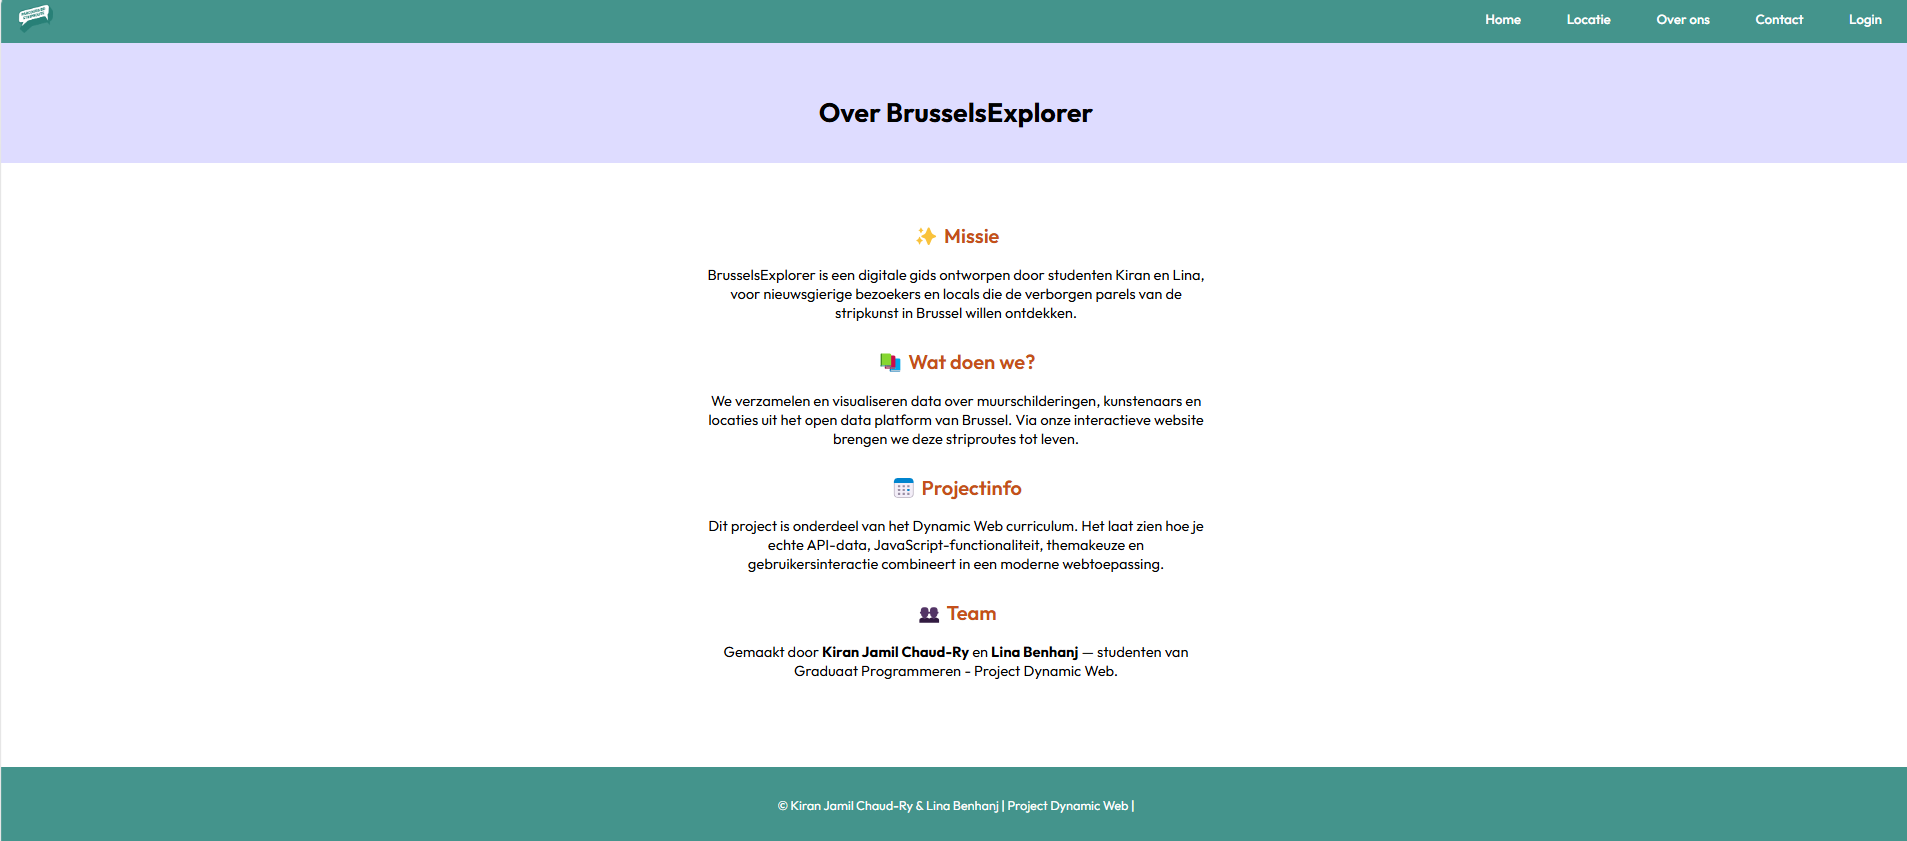 Home Locatie Over ons Contact Login
Over BrusselsExplorer
✨ Missie
BrusselsExplorer is een digitale gids ontworpen door studenten Kiran en Lina,
voor nieuwsgierige bezoekers en locals die de verborgen parels van de
stripkunst in Brussel willen ontdekken.
Wat doen we?
We verzamelen en visualiseren data over muurschilderingen, kunstenaars en
locaties uit het open data platform van Brussel. Via onze interactieve website
brengen we deze striproutes tot leven.
Projectinfo
Dit project is onderdeel van het Dynamic Web curriculum. Het laat zien hoe je
echte API-data, JavaScript-functionaliteit, themakeuze en
gebruikersinteractie combineert in een moderne webtoepassing.
Team
Gemaakt door Kiran Jamil Chaud-Ry en Lina Benhanj — studenten van
Graduaat Programmeren - Project Dynamic Web.
© Kiran Jamil Chaud-Ry & Lina Benhanj | Project Dynamic Web |